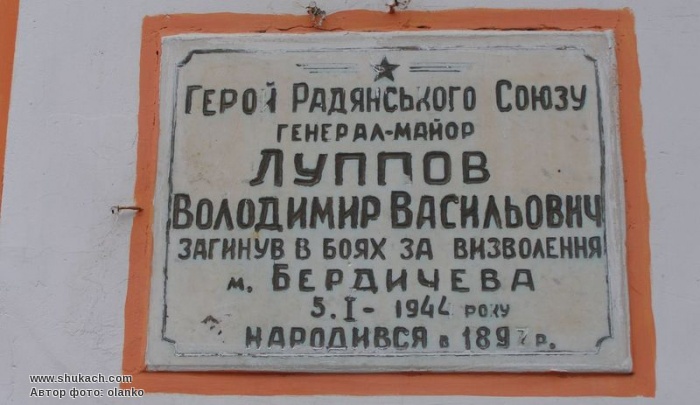 ГЕРОЙ РАДЯНСЬКОГО СОЮЗУ
ГЕНЕРАЛ-МАЙОР
ЛУППОВ
ВОЛОДИМИР ВАСИЛЬОВИЧ
ЗАГИНУВ В БОЯХ ЗА ВИЗВОЛЕННЯ
м. БЕРДИЧЕВА
5.I- 1944 РОКУ
НАРОДИВСЯ в 1897 р.
www.shukach.com
Автор фото: olanko